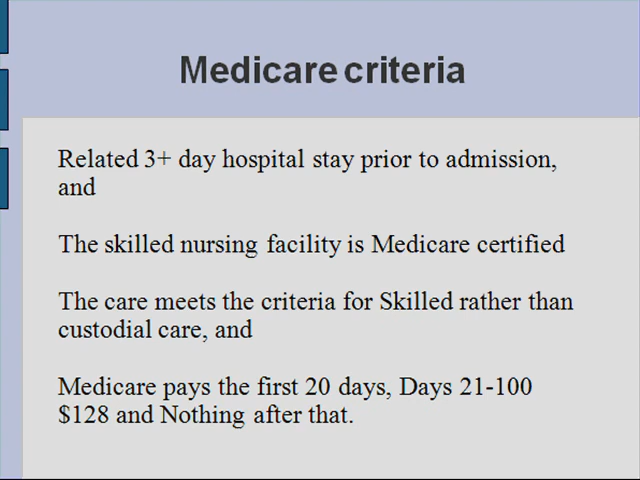 Medicare criteria
Related 3+ day hospital stay prior to admission,
and
The skilled nursing facility is Medicare certified
The care meets the criteria for Skilled rather than
custodial care, and
Medicare pays the first 20 days, Days 21-100
$128 and Nothing after that.